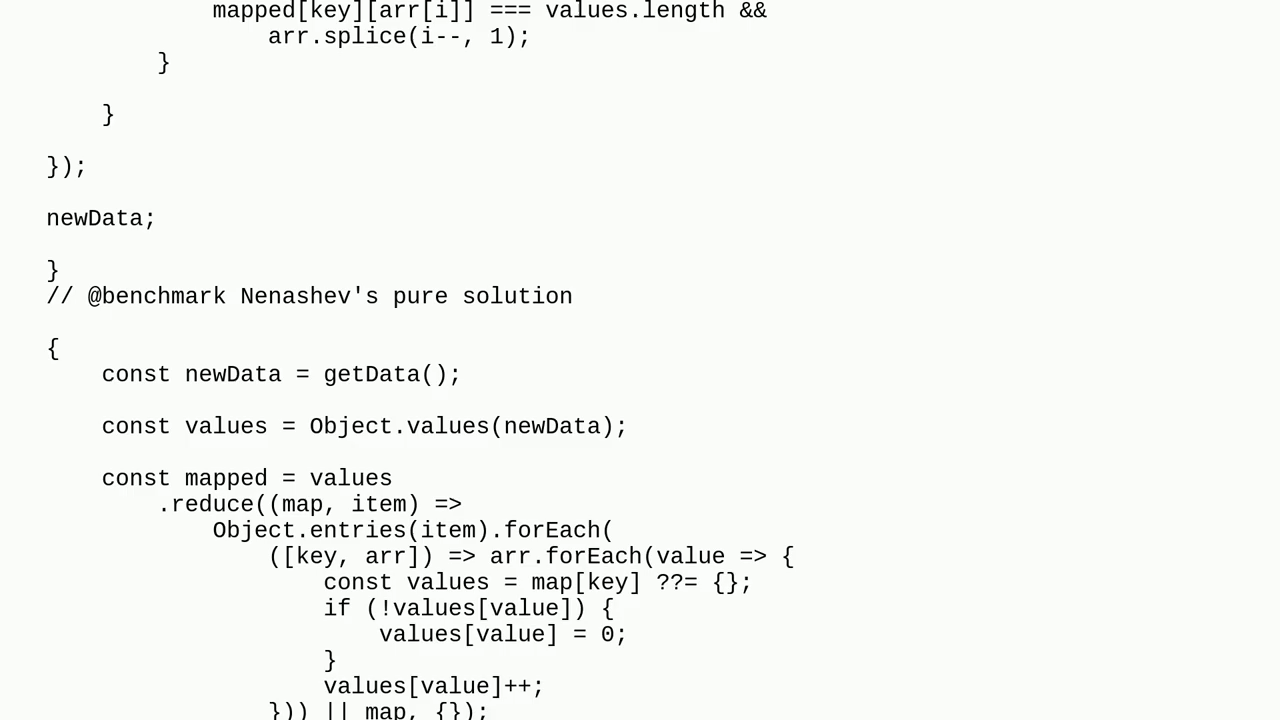 mapped[key][arr[i]] === values.length &&
arr.splice(i--, 1);
}
}
});
newData;
}
// @benchmark Nenashev's pure solution
{
const newData = getData();
const values = Object.values(newData);
const mapped = values
.reduce((map, item) =>
Object.entries(item).forEach(
([key, arr]) => arr.forEach(value => {
const values = map[key] ??= {};
if (!values[value]) {
values[value] = 0;
}
values[value]++;
})) || map, {});